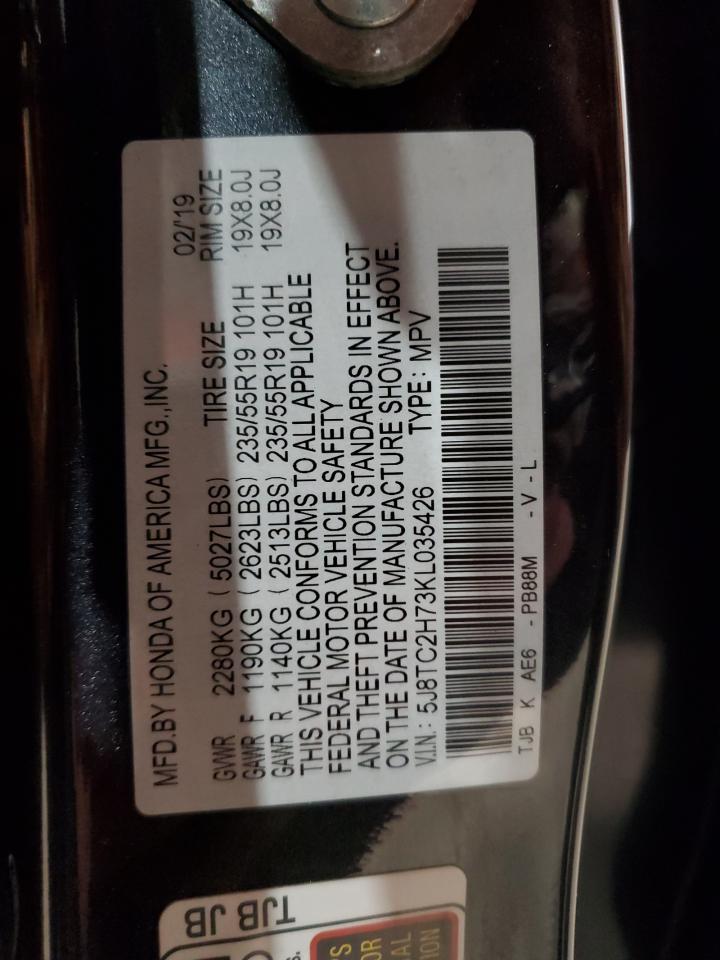 MFD.BY HONDA OF AMERICA MFG.,INC. 02/'19
GVWR 2280KG ( 5027LBS) TIRE SIZE RIM SIZE
GAWR F 1190KG ( 2623LBS) 235/55R19 101H 19X8.0J
GAWR R 1140KG ( 2513LBS) 235/55R19 101H 19X8.0J
THIS VEHICLE CONFORMS TO ALL APPLICABLE
FEDERAL MOTOR VEHICLE SAFETY
AND THEFT PREVENTION STANDARDS IN EFFECT
ON THE DATE OF MANUFACTURE SHOWN ABOVE.
V.I.N.: 5J8TC2H73KL035426 TYPE: MPV
TJB K AE6 - PB88M - V - L
TJB JB